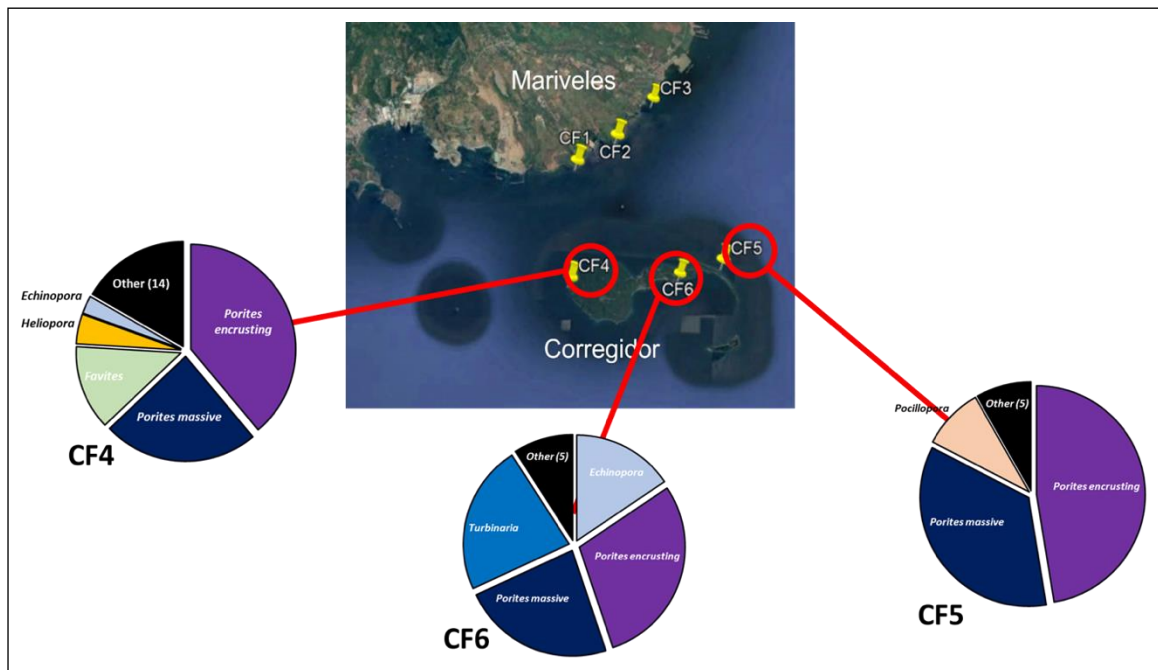 Mariveles
CF3
CF1
CF2
CF4
CF5
CF6
Corregidor
Other (14)
Echinopora
Heliopora
Favites
Porites
encrusting
Porites massive
CF4
Other (5)
Echinopora
Turbinaria
Porites encrusting
Porites massive
CF6
Pocillopora
Other (5)
Porites encrusting
Porites massive
CF5